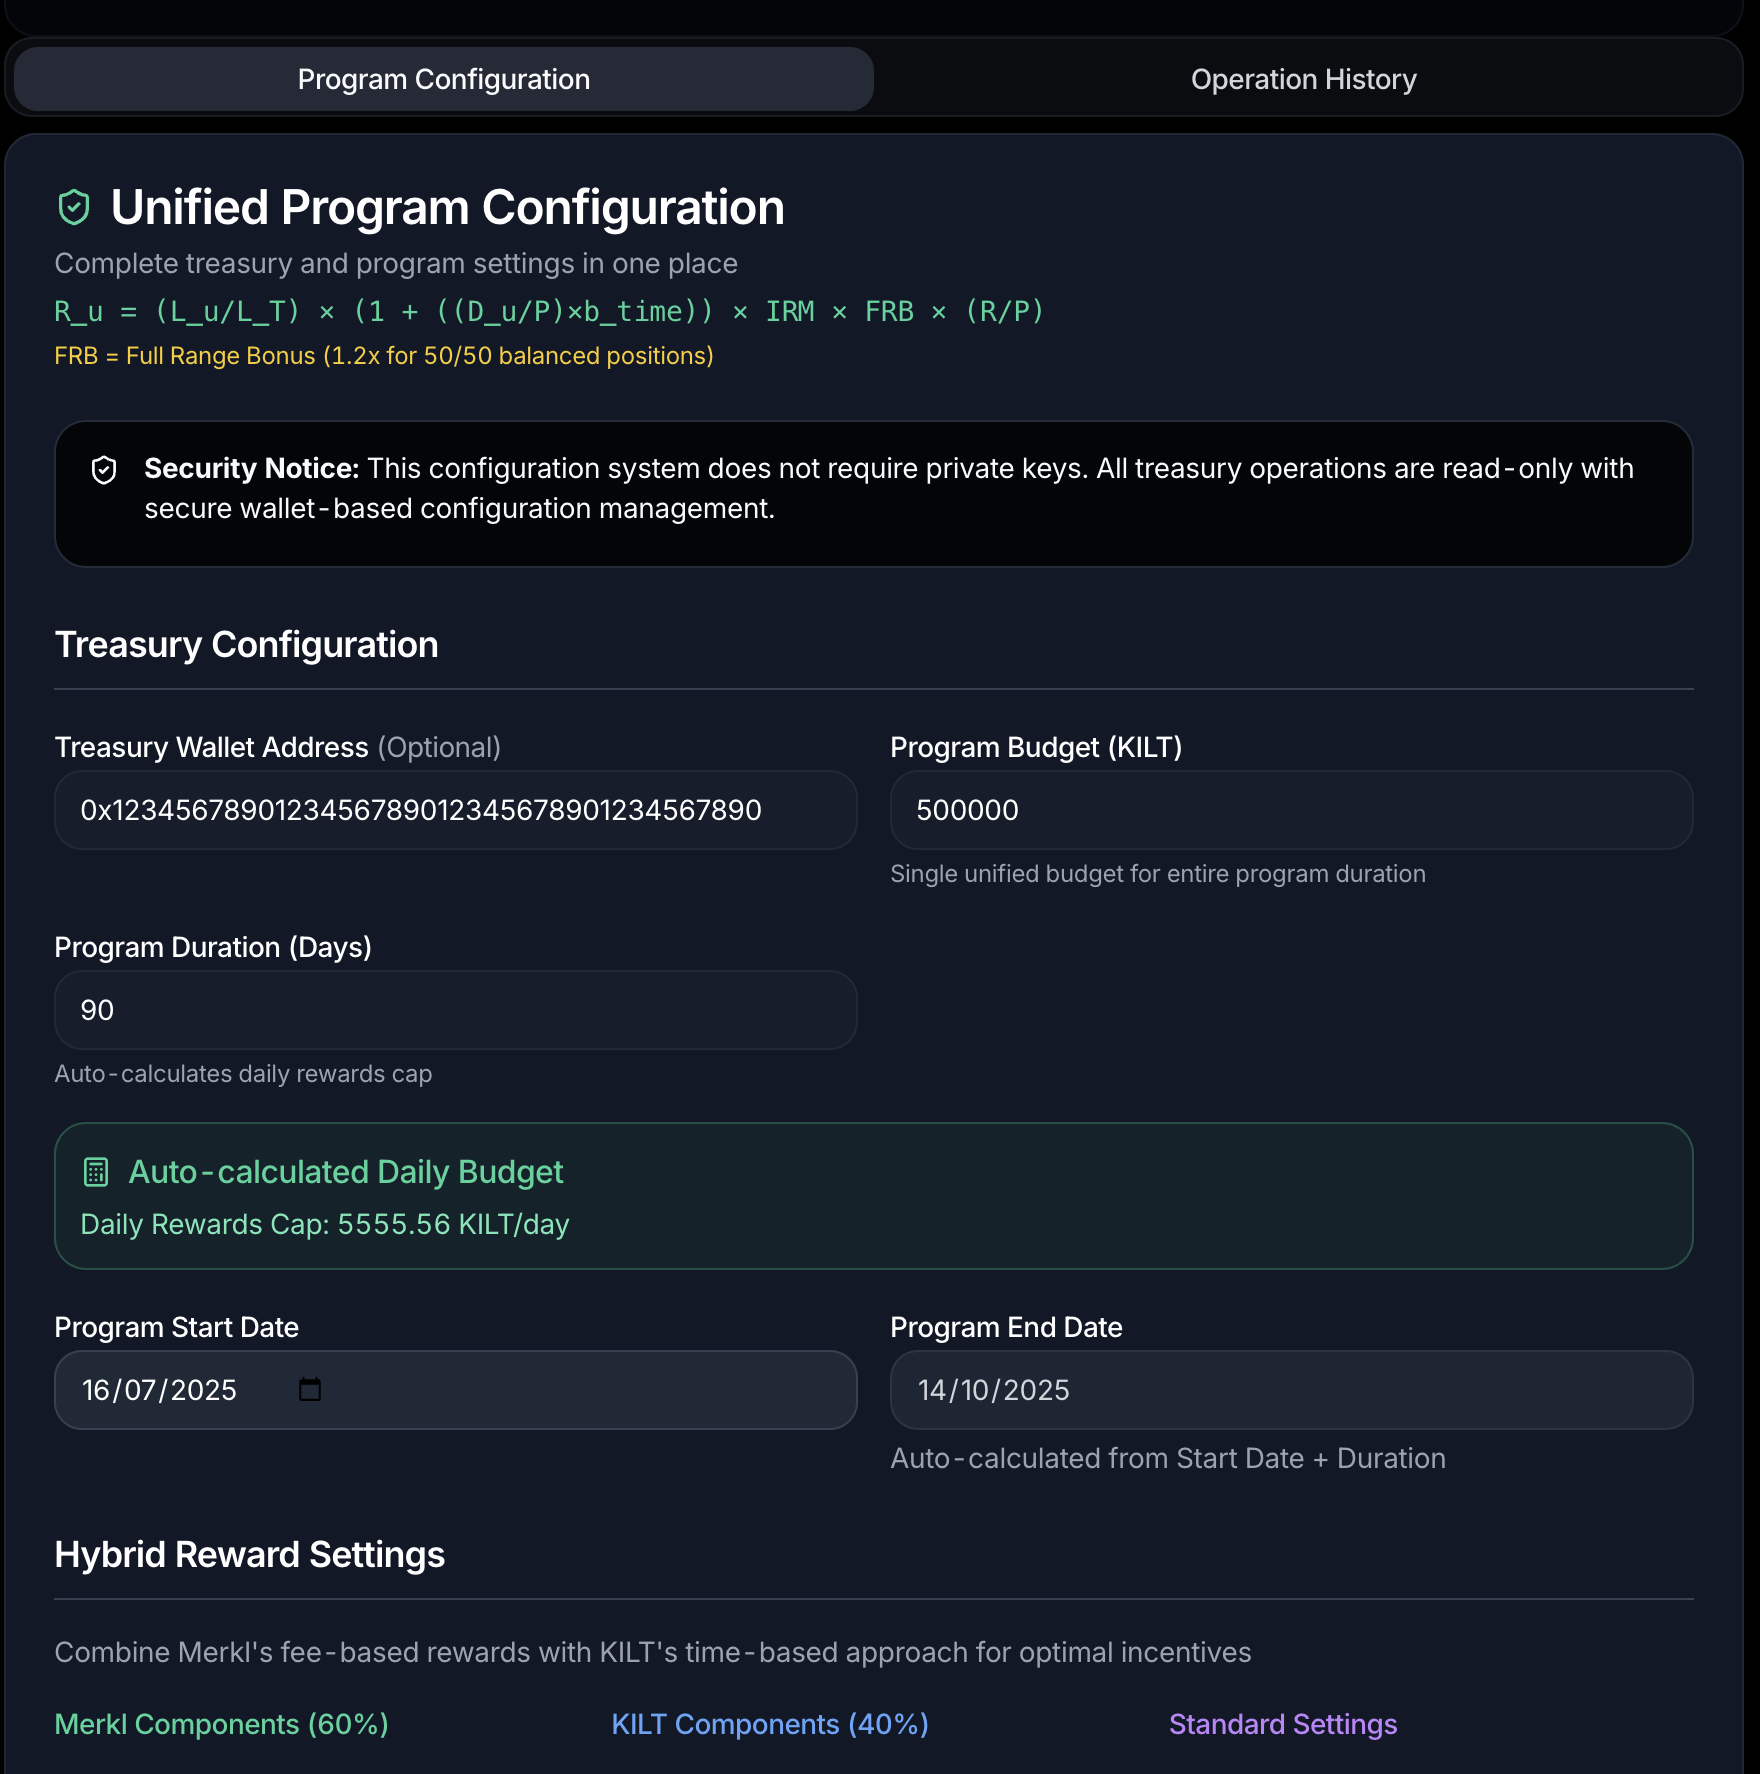 Program Configuration
Operation History
Unified Program Configuration
Complete treasury and program settings in one place
R_u = (L_u/L_T) × (1 + ((D_u/P)×b_time)) × IRM × FRB × (R/P)
FRB = Full Range Bonus (1.2x for 50/50 balanced positions)
Security Notice: This configuration system does not require private keys. All treasury operations are read-only with
secure wallet-based configuration management.
Treasury Configuration
Treasury Wallet Address (Optional)
0x1234567890123456789012345678901234567890
Program Budget (KILT)
500000
Single unified budget for entire program duration
Program Duration (Days)
90
Auto-calculates daily rewards cap
Auto-calculated Daily Budget
Daily Rewards Cap: 5555.56 KILT/day
Program Start Date
16/07/2025
Program End Date
14/10/2025
Auto-calculated from Start Date + Duration
Hybrid Reward Settings
Combine Merkl's fee-based rewards with KILT's time-based approach for optimal incentives
Merkl Components (60%)
KILT Components (40%)
Standard Settings